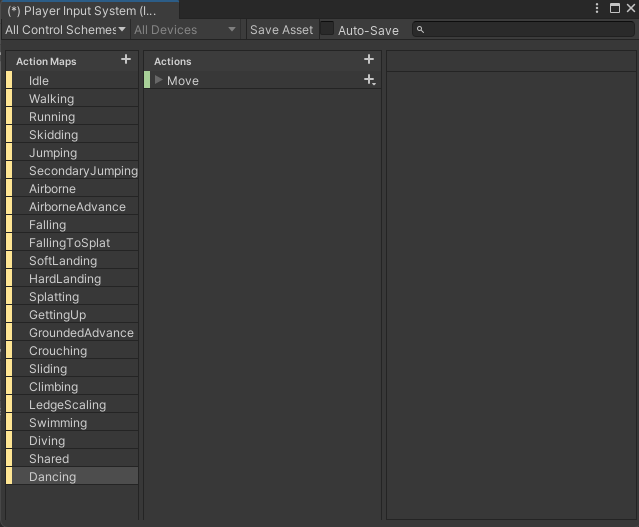 (*) Player Input System (I...
All Control Schemes All Devices Save Asset Auto-Save
Action Maps + Actions +
Idle Move
Walking
Running
Skidding
Jumping
SecondaryJumping
Airborne
AirborneAdvance
Falling
FallingToSplat
SoftLanding
HardLanding
Splatting
GettingUp
GroundedAdvance
Crouching
Sliding
Climbing
LedgeScaling
Swimming
Diving
Shared
Dancing